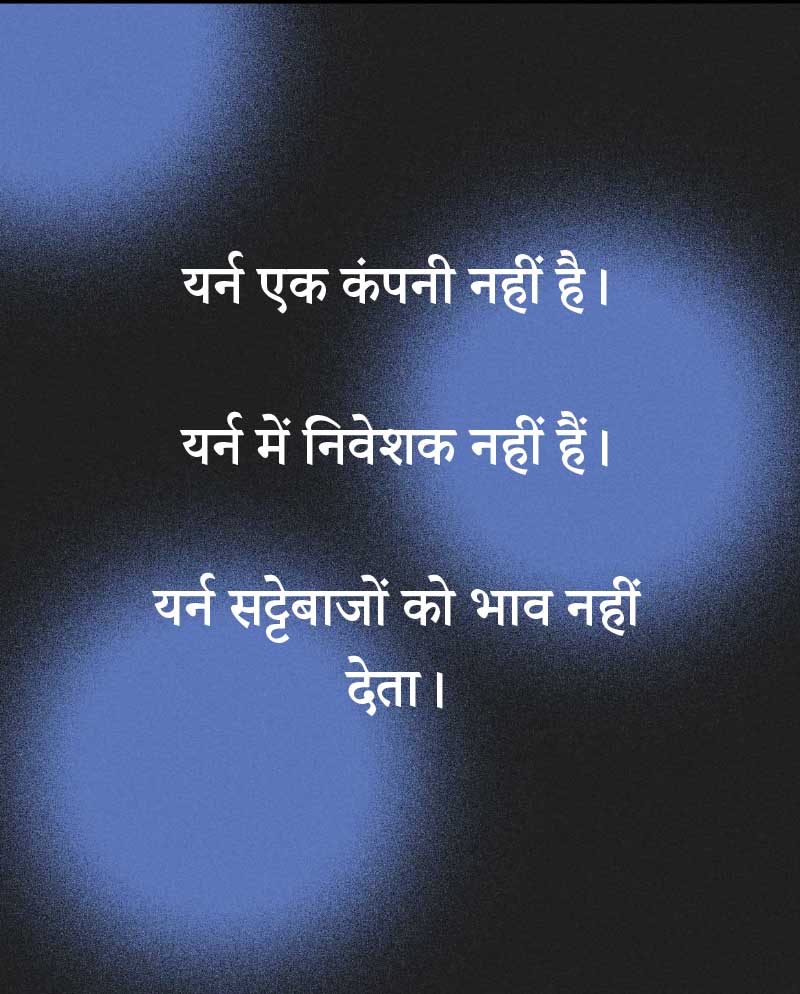 यर्न एक कंपनी नहीं है।
यर्न में निवेशक नहीं हैं।
यर्न सट्टेबाजों को भाव नहीं
देता।